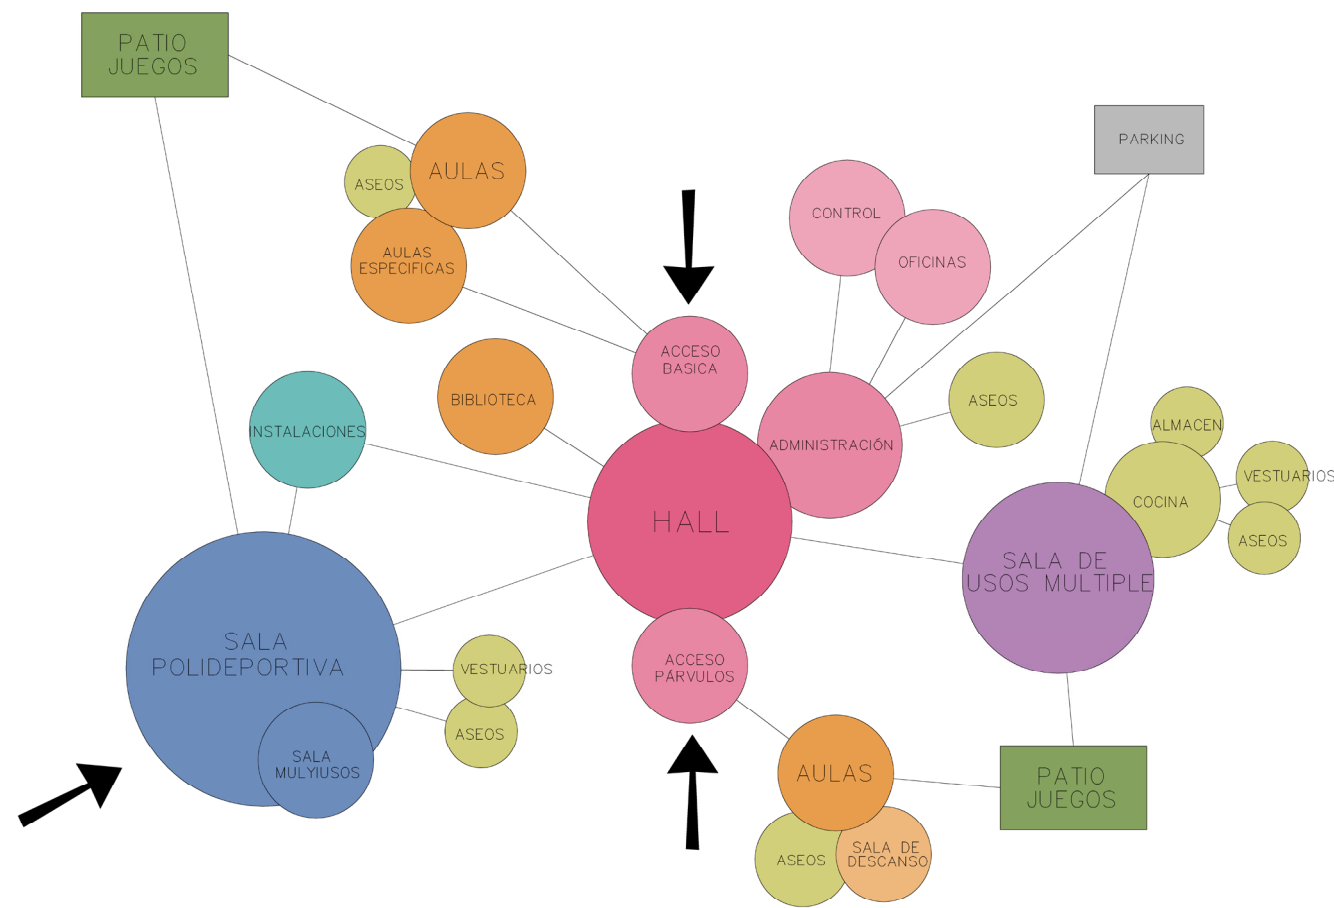 PATIO
JUEGOS
AULAS
ASEOS
AULAS
ESPECIFICAS
PARKING
CONTROL
OFICINAS
ACCESO
BASICA
BIBLIOTECA
INSTALACIONES
ADMINISTRACIÓN
ASEOS
ALMACEN
COCINA
VESTUARIOS
ASEOS
HALL
SALA DE
USOS MULTIPLE
SALA
POLIDEPORTIVA
VESTUARIOS
ASEOS
SALA
MULYIUSOS
ACCESO
PÁRVULOS
AULAS
PATIO
JUEGOS
ASEOS
SALA DE
DESCANSO